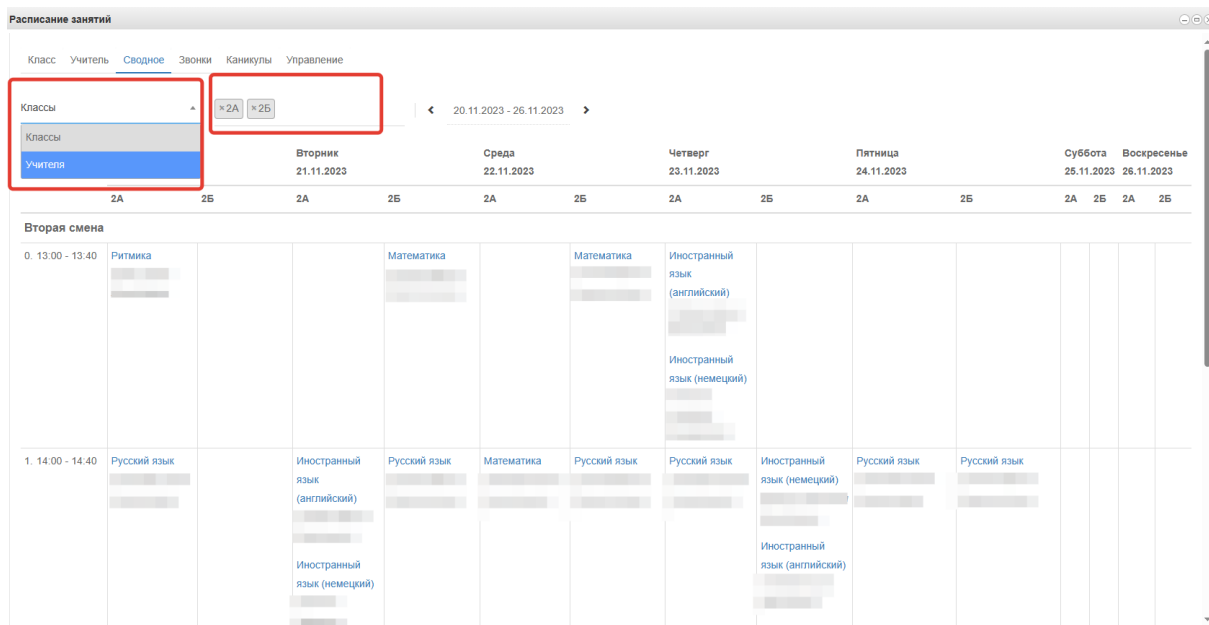 Расписание занятий
Класс Учитель Сводное Звонки Каникулы Управление
Классы
×2А ×2Б
20.11.2023 - 26.11.2023
Классы
Учителя
Вторник Среда Четверг Пятница Суббота Воскресенье
21.11.2023 22.11.2023 23.11.2023 24.11.2023 25.11.2023 26.11.2023
2А 2Б 2А 2Б 2А 2Б 2А 2Б 2А 2Б 2А 2Б 2А 2Б
Вторая смена
0. 13:00 - 13:40 Ритмика Математика Математика Иностранный
язык
(английский)
Иностранный
язык (немецкий)
1. 14:00 - 14:40 Русский язык Иностранный Русский язык Математика Русский язык Русский язык Иностранный Русский язык Русский язык
язык язык (немецкий)
(английский)
Иностранный
язык (английский)
Иностранный
язык (немецкий)